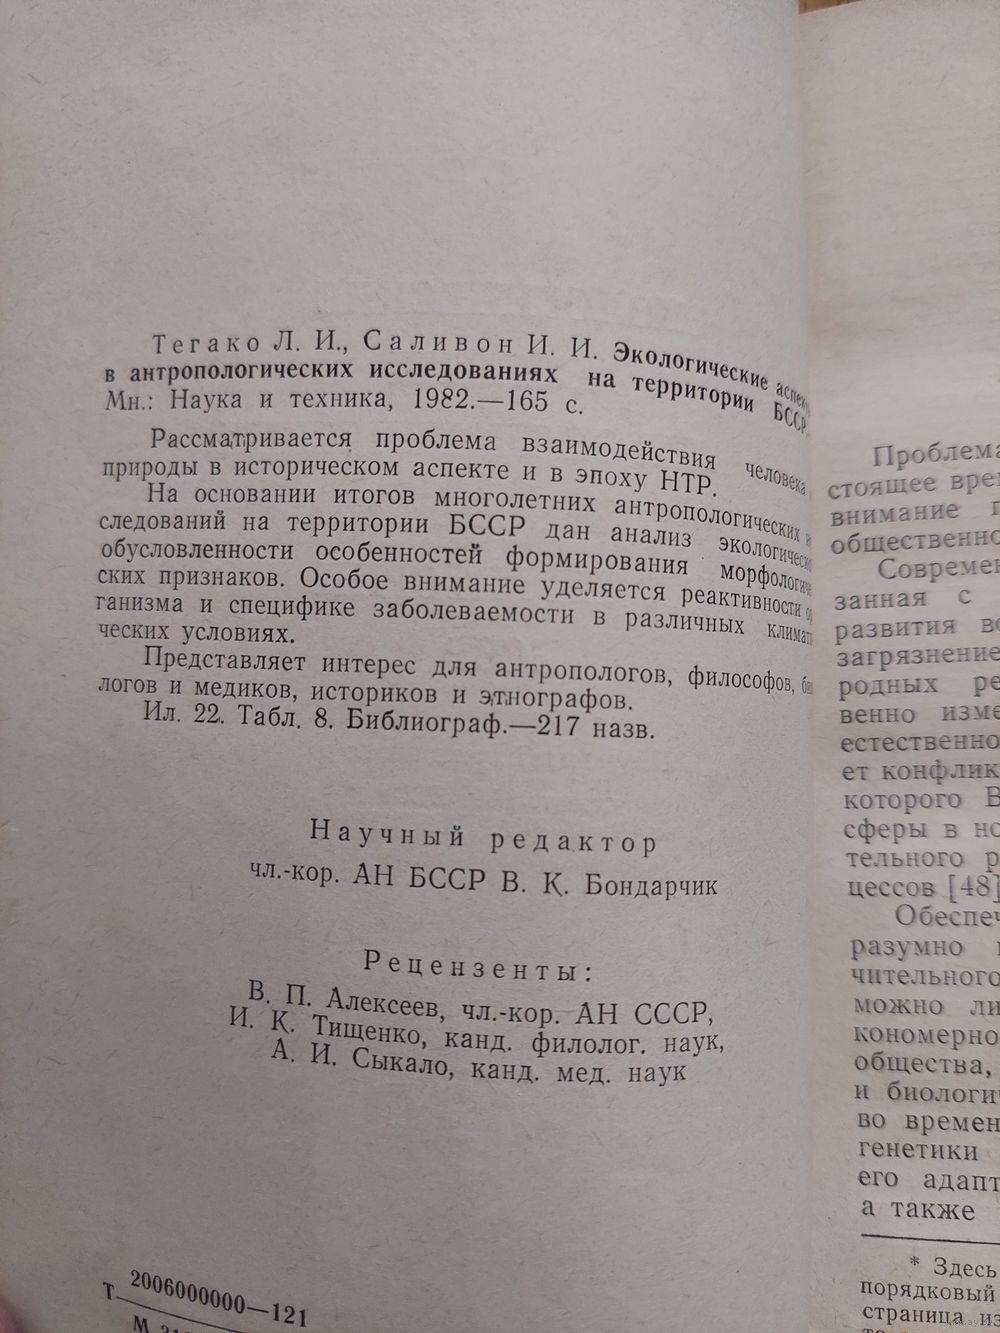 Тегако Л. И., Саливон И. И. Экологические
в антропологических исследованиях на территории БССР.
Мн.: Наука и техника, 1982.—165 с.
Рассматривается проблема взаимодействия человека
природы в историческом аспекте и в эпоху НТР.
На основании итогов многолетних антропологических
следований на территории БССР дан анализ
обусловленности особенностей формирования
ских признаков. Особое внимание уделяется реактивности
ганизма и специфике заболеваемости в различных
ческих условиях.
Представляет интерес для антропологов, философов,
логов и медиков, историков и этнографов.
Ил. 22. Табл. 8. Библиограф.—217 назв.
Научный редактор
чл.-кор. АН БССР В. К. Бондарчик
Рецензенты:
В. П. Алексеев, чл.-кор. АН СССР,
И. К. Тищенко, канд. филолог. наук,
А. И. Сыкало, канд. мед. наук
Т 2006000000—121
М
Проблема
стоящее
внимание
общественно
Современ
занная с
развития
загрязнение
родных
венно
естественно
ет конфлик
которого В
сферы в но
тельного р
цессов [48]
Обеспеч
разумно
чительного
можно ли
кономерно
общества,
и биологич
во времен
генетики
его адапт
а также
* Здесь
порядковый
страница из